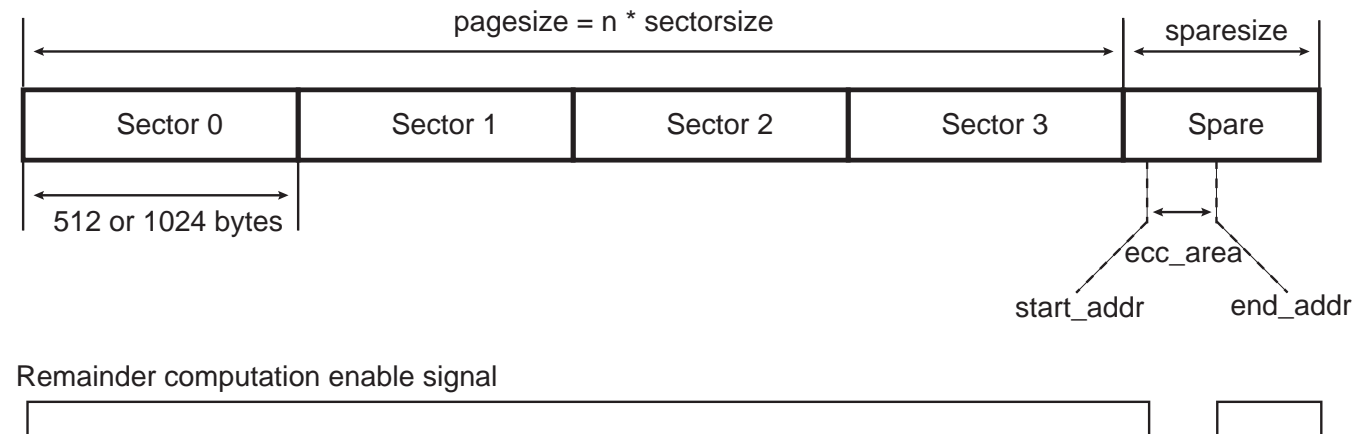 pagesize = n * sectorsize
sparesize
Sector 0 Sector 1 Sector 2 Sector 3 Spare
512 or 1024 bytes
ecc_area
start_addr end_addr
Remainder computation enable signal